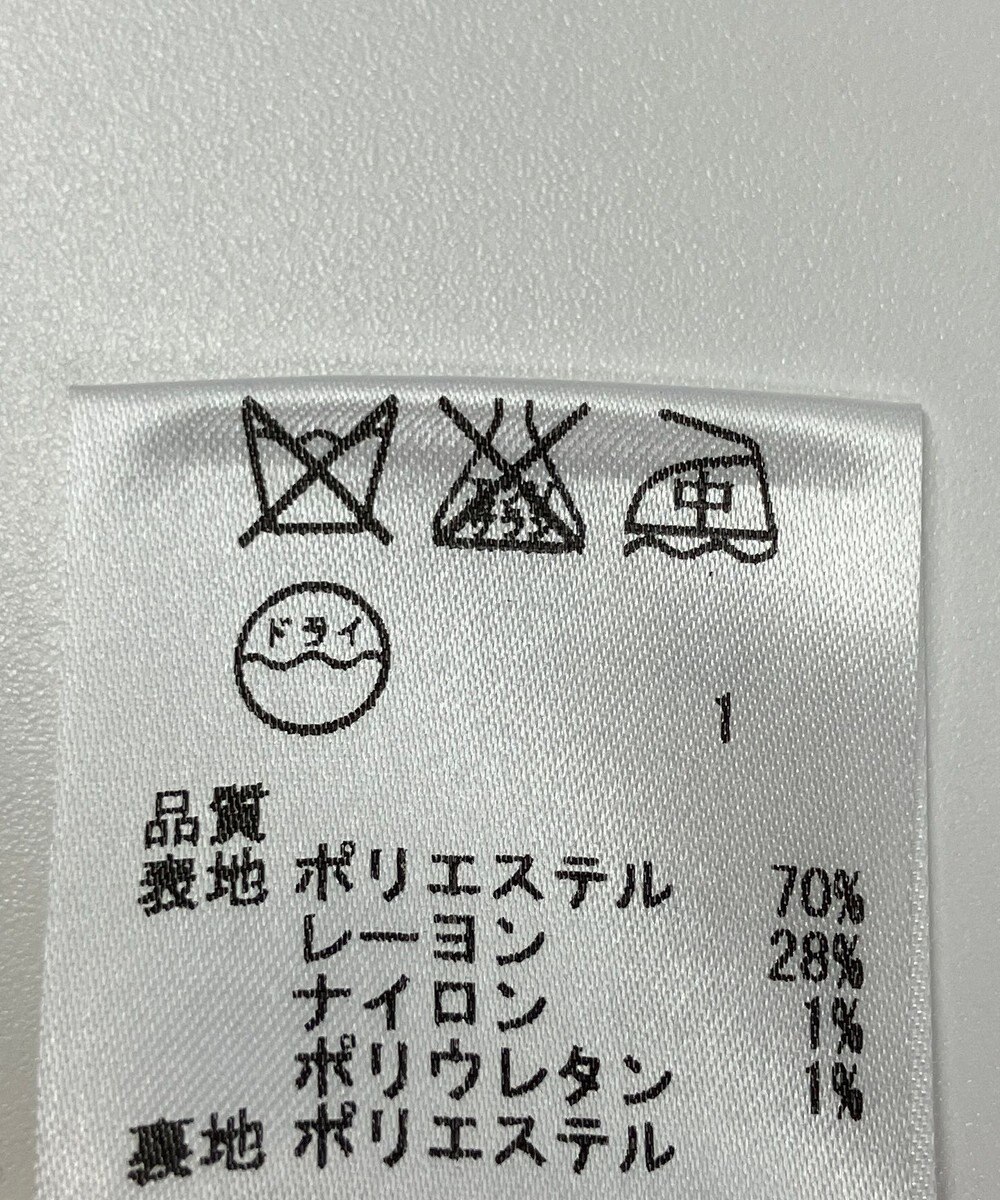 中
ドライ
1
品質
表地 ポリエステル 70%
レーヨン 28%
ナイロン 1%
ポリウレタン 1%
裏地 ポリエステル